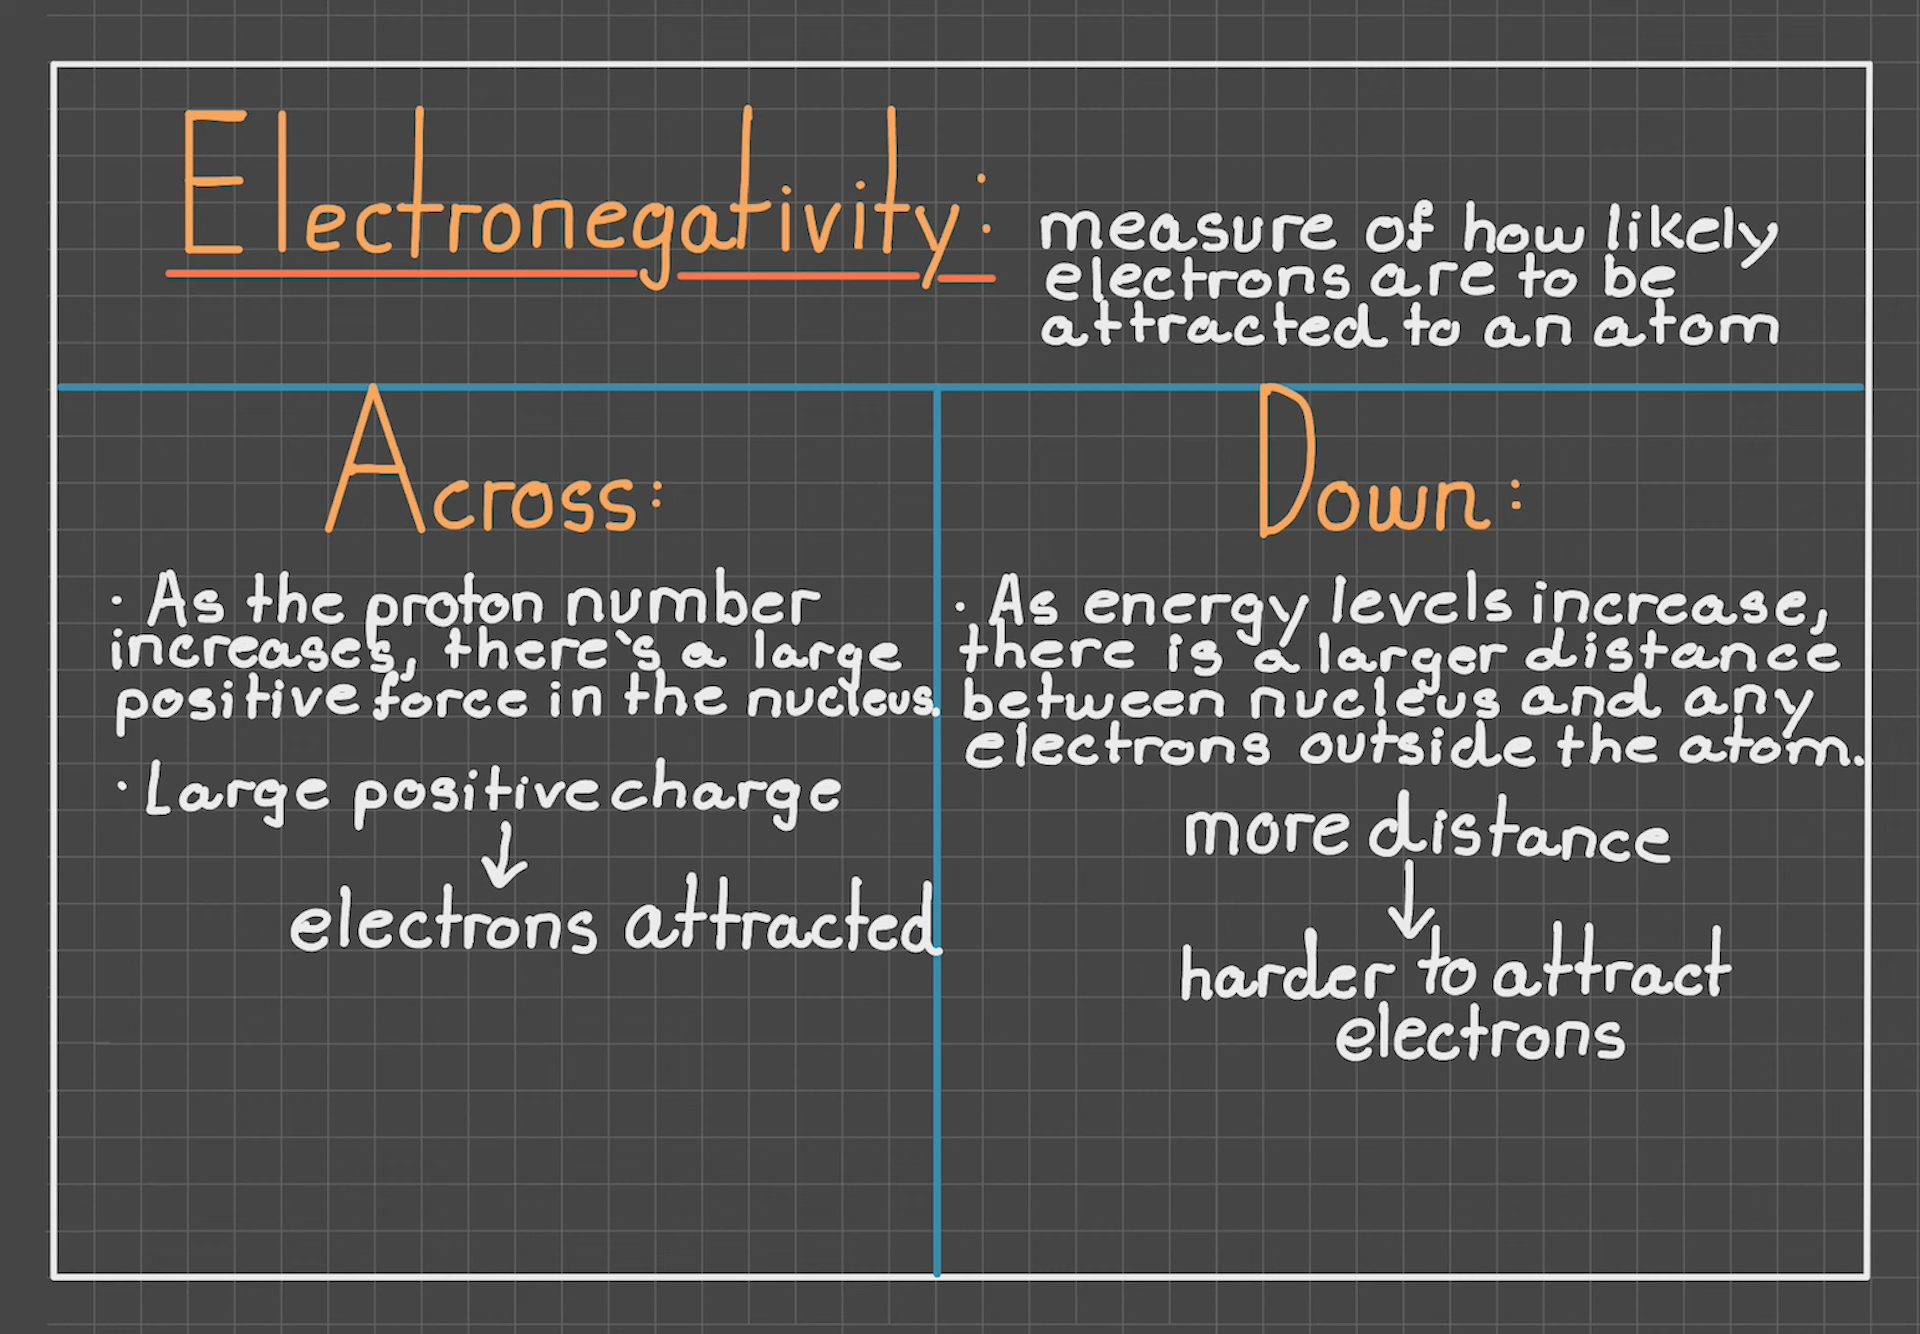 Electronegativity:
measure of how likely
electrons are to be
attracted to an atom
Across:
· As the proton number
increases, there's a large
positive force in the nucleus.
· Large positive charge
↓
electrons attracted
Down:
· As energy levels increase,
there is a larger distance
between nucleus and any
electrons outside the atom.
more distance
↓
harder to attract
electrons